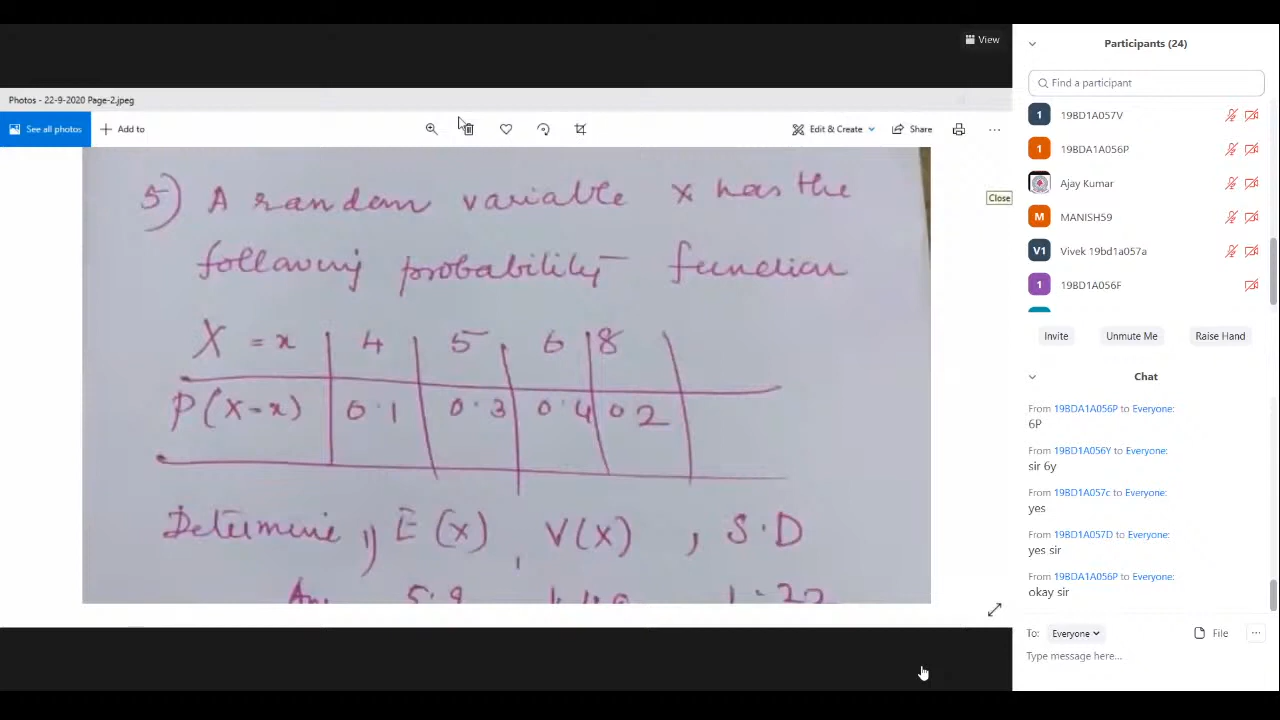 View
Photos - 22-9-2020 Page-2.jpeg
See all photos
Add to
Edit & Create
Share
Close
5) A random variable x has the
following probability function
X = x | 4 | 5 | 6 | 8
P(X=x) | 0.1 | 0.3 | 0.4 | 0.2
Determine, i) E(X), V(X), S.D
Participants (24)
Find a participant
1 19BD1A057V
1 19BDA1A056P
Ajay Kumar
M MANISH59
V1 Vivek 19bd1a057a
1 19BD1A056F
Invite
Unmute Me
Raise Hand
Chat
From 19BDA1A056P to Everyone:
6P
From 19BD1A056Y to Everyone:
sir 6y
From 19BD1A057c to Everyone:
yes
From 19BD1A057D to Everyone:
yes sir
From 19BDA1A056P to Everyone:
okay sir
To: Everyone
File
Type message here...